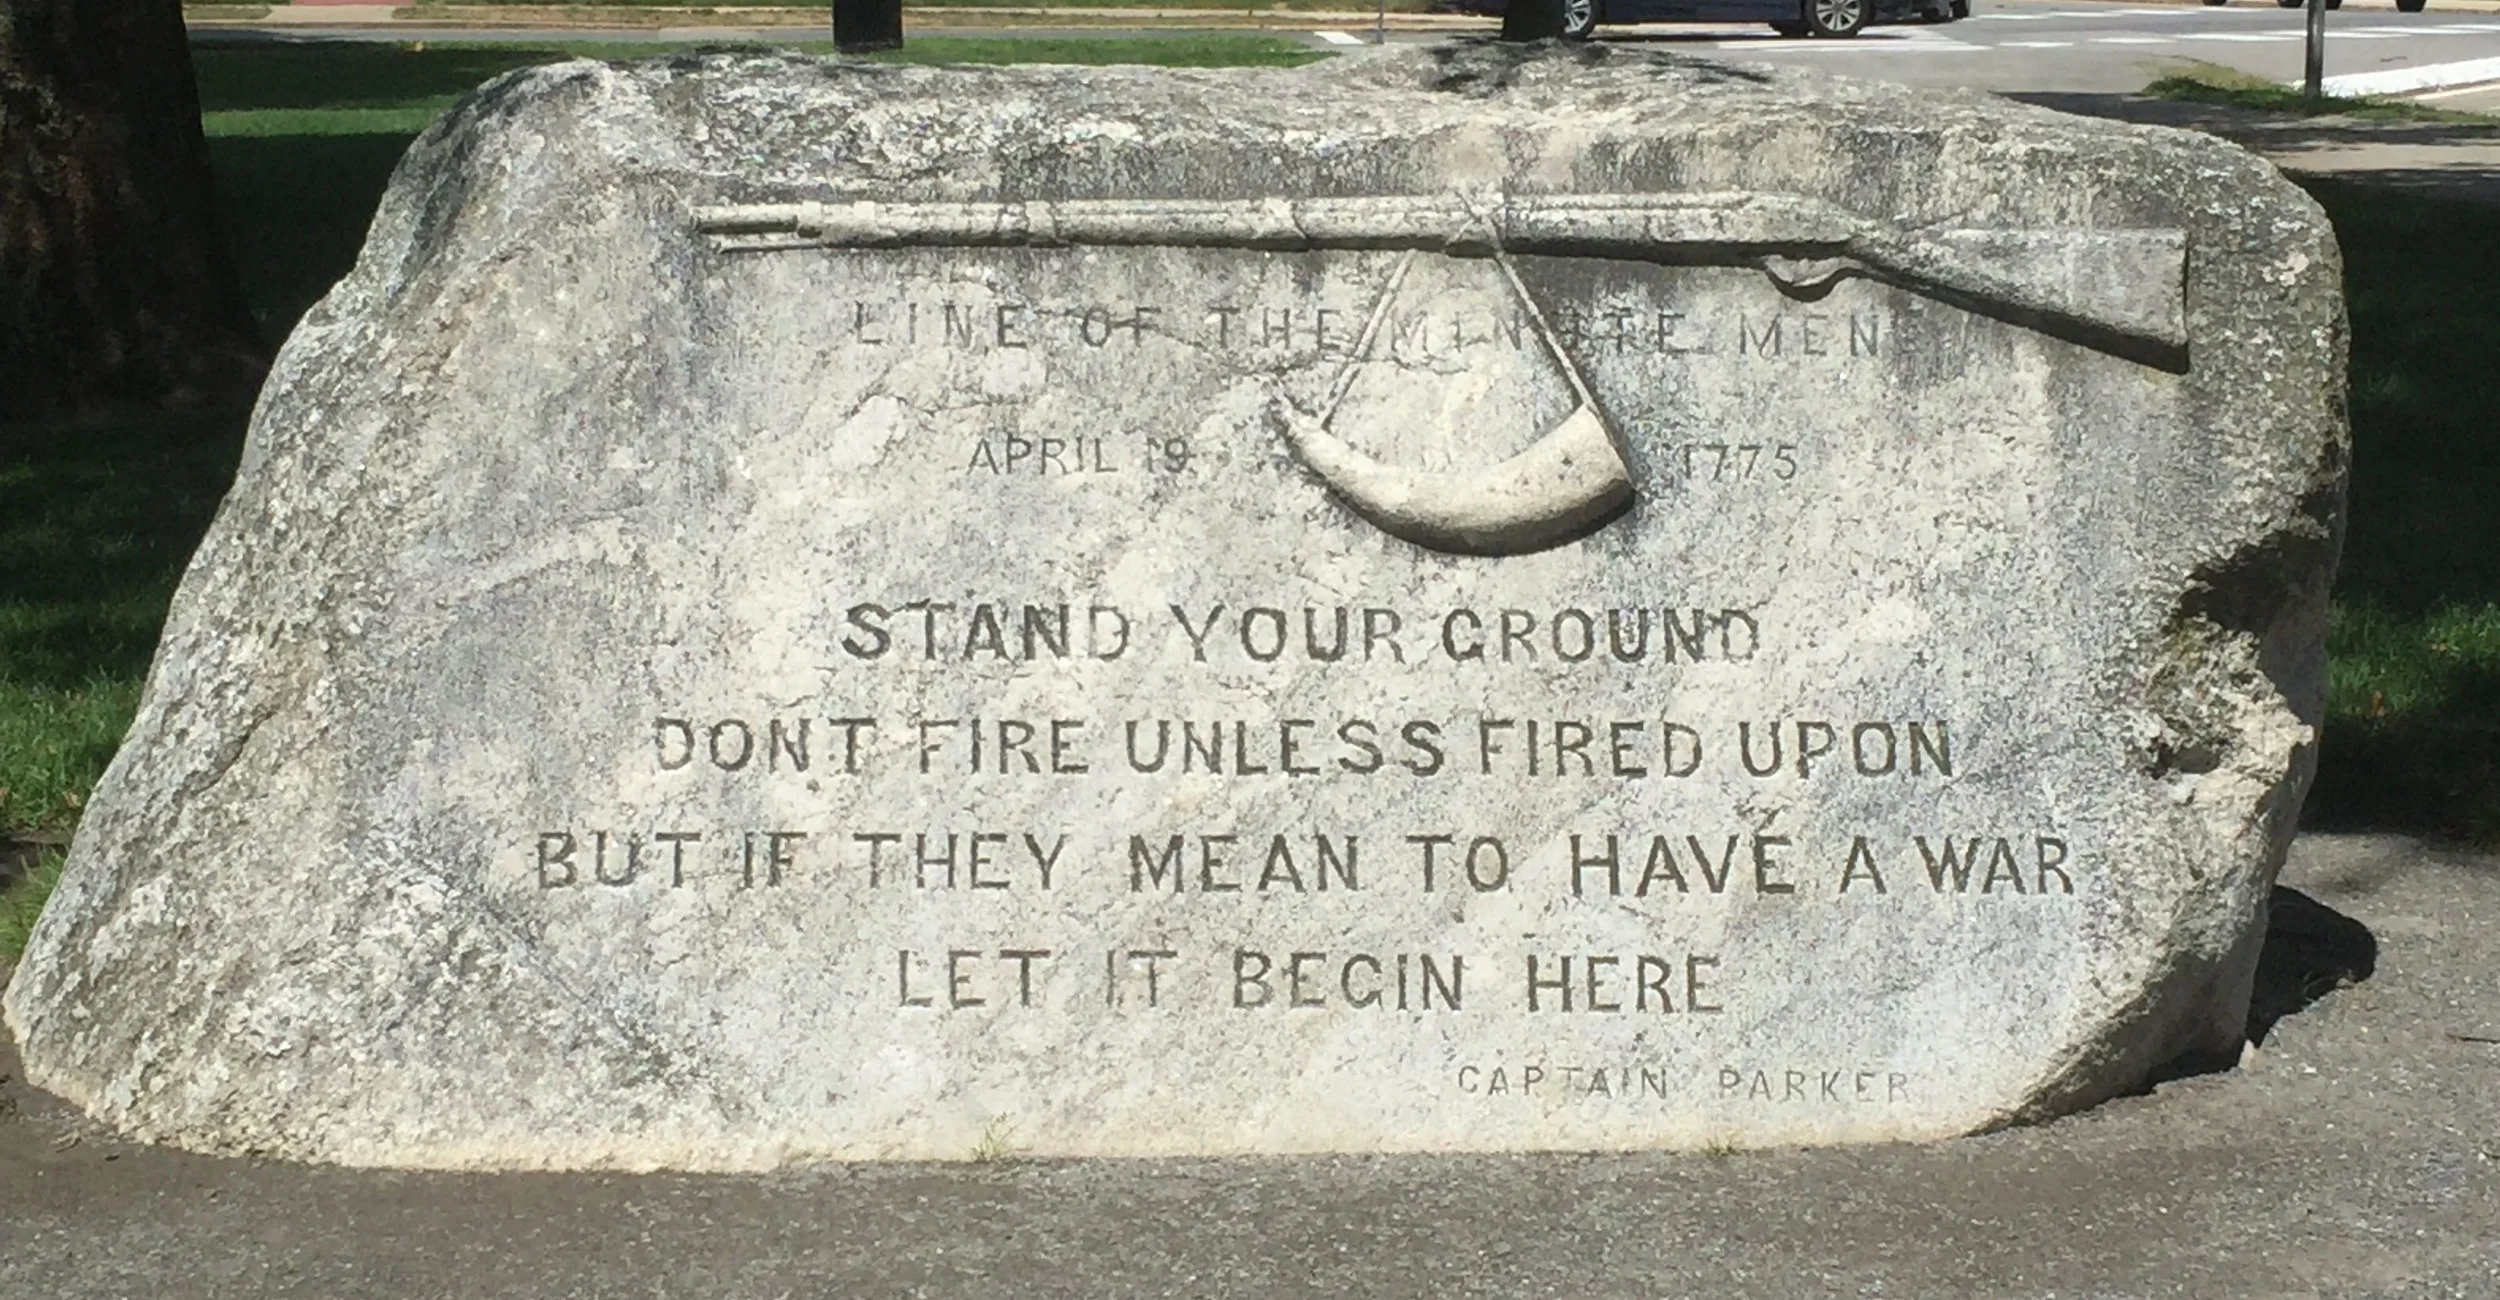 LINE OF THE MINUTE MEN
APRIL 19 1775
STAND YOUR GROUND
DONT FIRE UNLESS FIRED UPON
BUT IF THEY MEAN TO HAVE A WAR
LET IT BEGIN HERE
CAPTAIN PARKER